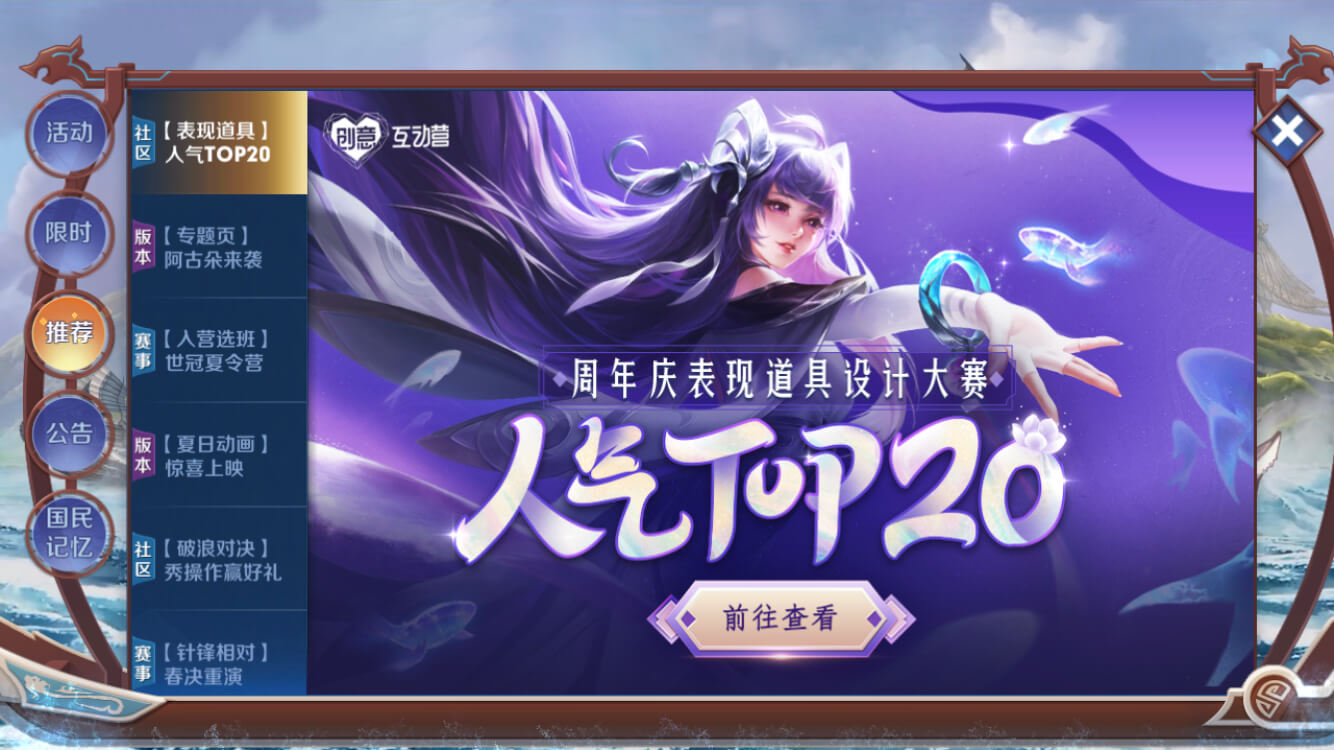 活动
限时
推荐
公告
国民
记忆
社区
【表现道具】
人气TOP20
版本
【专题页】
阿古朵来袭
赛事
【入营选班】
世冠夏令营
版本
【夏日动画】
惊喜上映
社区
【破浪对决】
秀操作赢好礼
赛事
【针锋相对】
春决重演
创意互动营
周年庆表现道具设计大赛
人气TOP20
前往查看